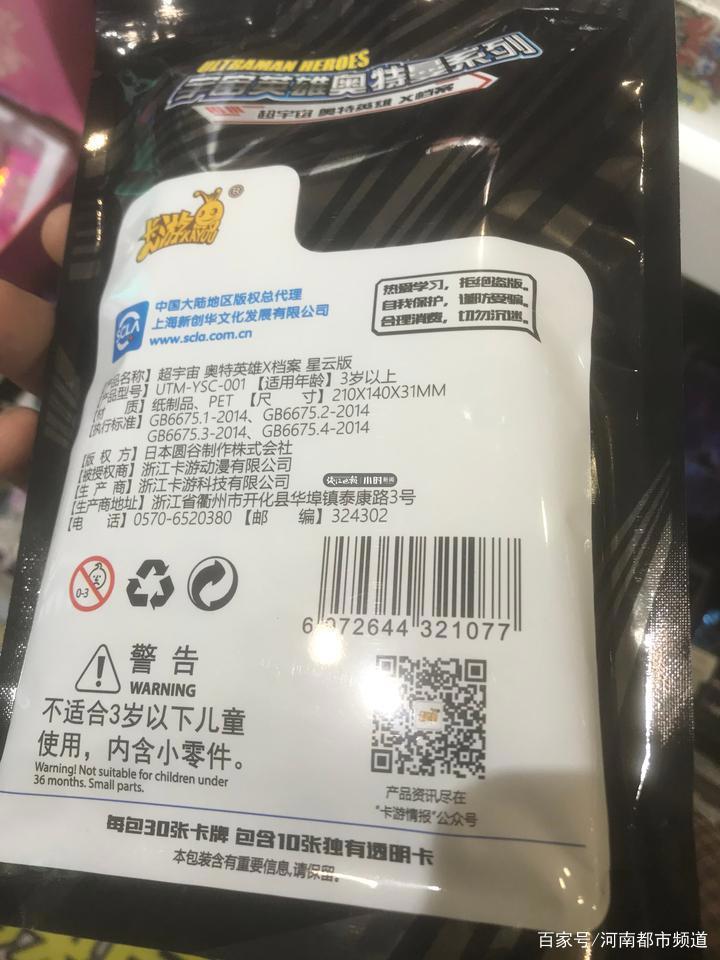 ULTRAMAN HEROES
宇宙英雄奥特曼系列
超宇宙 奥特英雄 X档案
卡游
KAYOU
®
热爱学习，拒绝盗版。
自我保护，谨防受骗。
合理消费，切勿沉迷。
SCLA
中国大陆地区版权总代理
上海新创华文化发展有限公司
www.scla.com.cn
产品名称】超宇宙 奥特英雄X档案 星云版
产品型号】UTM-YSC-001【适用年龄】3岁以上
【材 质】纸制品、PET【尺 寸】210X140X31MM
【执行标准】GB6675.1-2014、GB6675.2-2014
GB6675.3-2014、GB6675.4-2014
【版 权 方】日本圆谷制作株式会社
【被授权商】浙江卡游动漫有限公司
【生 产 商】浙江卡游科技有限公司
【生产商地址】浙江省衢州市开化县华埠镇泰康路3号
【电 话】0570-6520380【邮 编】324302
钱江晚报 小时新闻
0-3
6 972644 321077
警告
WARNING
不适合3岁以下儿童
使用，内含小零件。
Warning! Not suitable for children under
36 months. Small parts.
产品资讯尽在
“卡游情报”公众号
每包30张卡牌 包含10张独有透明卡
本包装含有重要信息,请保留。
百家号/河南都市频道